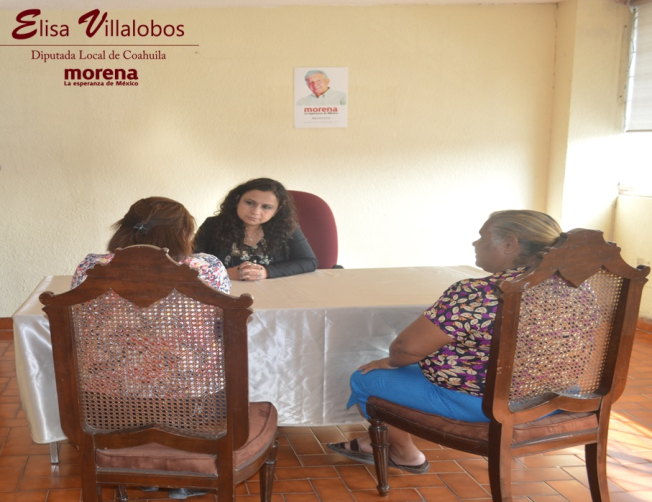 Elisa Villalobos
Diputada Local de Coahuila
morena
La esperanza de México
morena